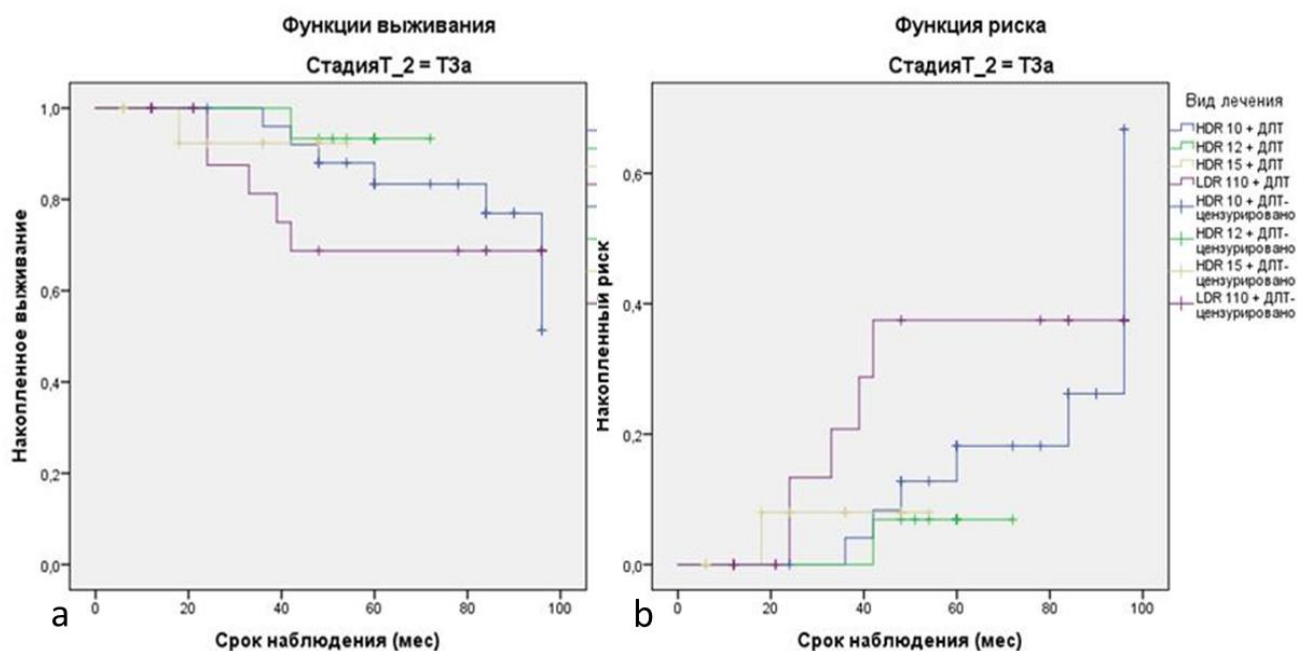 Функции выживания
СтадияТ_2 = Т3а
Накопленное выживание
1,0
0,8
0,6
0,4
0,2
0,0
0
20
40
60
80
100
Срок наблюдения (мес)
a
Функция риска
СтадияТ_2 = Т3а
Накопленный риск
0,6
0,4
0,2
0,0
0
20
40
60
80
100
Срок наблюдения (мес)
b
Вид лечения
HDR 10 + ДЛТ
HDR 12 + ДЛТ
HDR 15 + ДЛТ
LDR 110 + ДЛТ
HDR 10 + ДЛТ-
цензурировано
HDR 12 + ДЛТ-
цензурировано
HDR 15 + ДЛТ-
цензурировано
LDR 110 + ДЛТ-
цензурировано